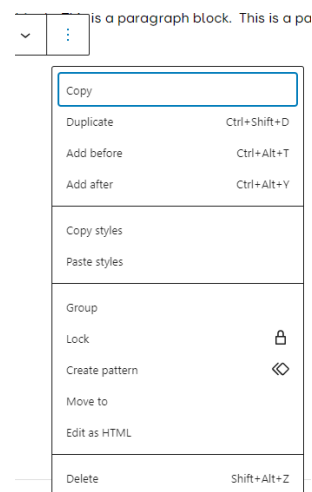 is a paragraph block. This is a pa
Copy
Duplicate Ctrl+Shift+D
Add before Ctrl+Alt+T
Add after Ctrl+Alt+Y
Copy styles
Paste styles
Group
Lock
Create pattern
Move to
Edit as HTML
Delete Shift+Alt+Z